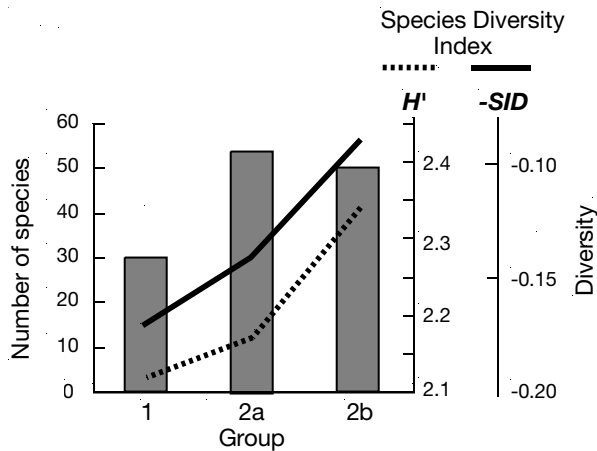 Species Diversity
Index
H' -SID
Number of species
60
50
40
30
20
10
0
2.4
2.3
2.2
2.1
-0.10
-0.15
-0.20
Diversity
1 2a 2b
Group